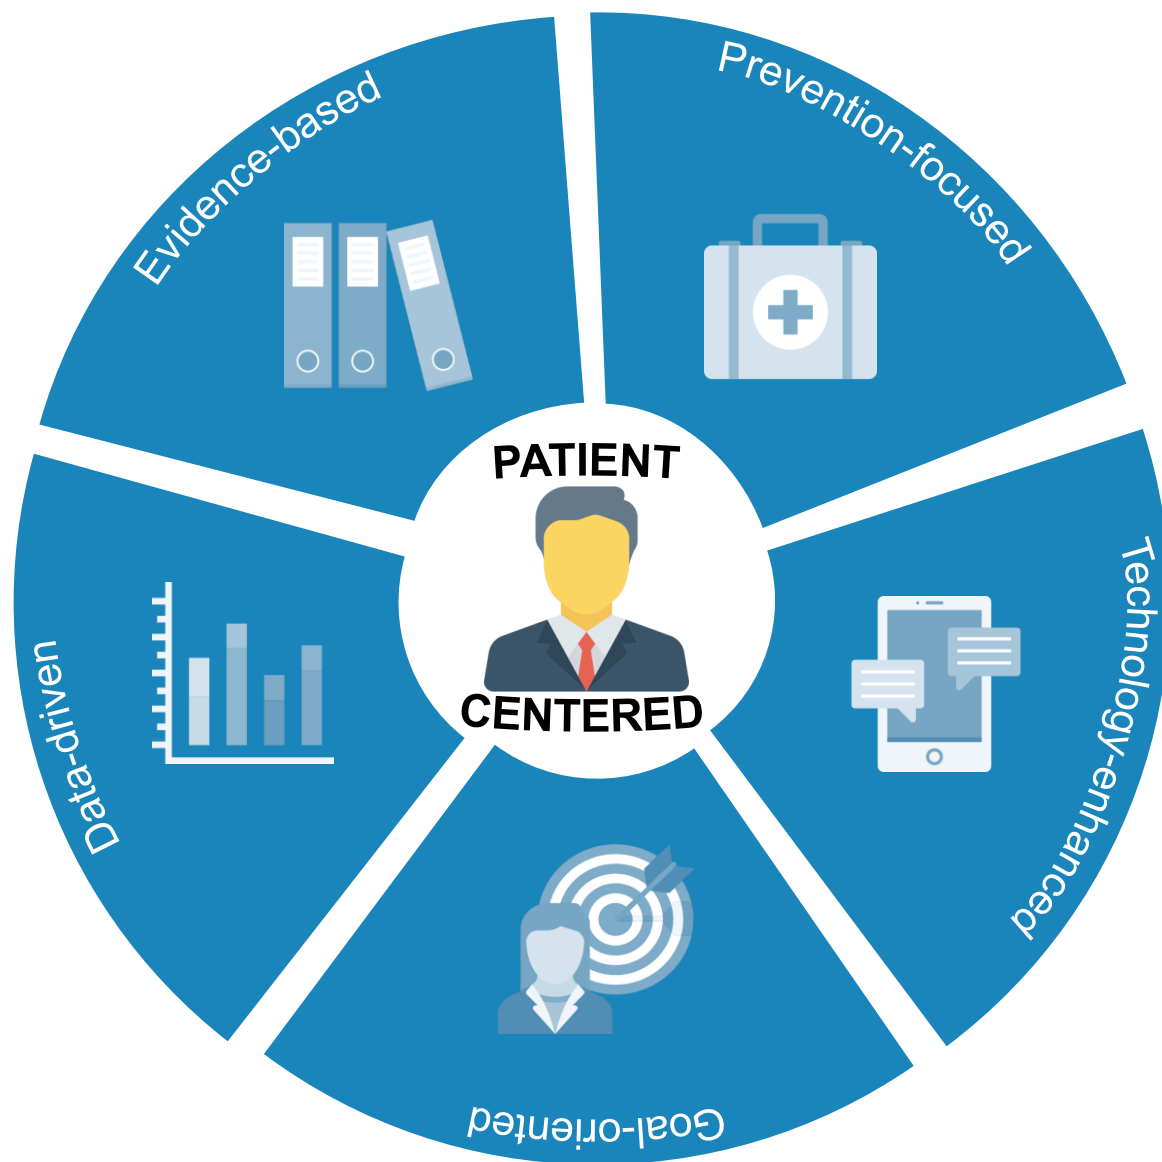 Evidence-based
Prevention-focused
PATIENT
CENTERED
Technology-enhanced
Goal-oriented
Data-driven